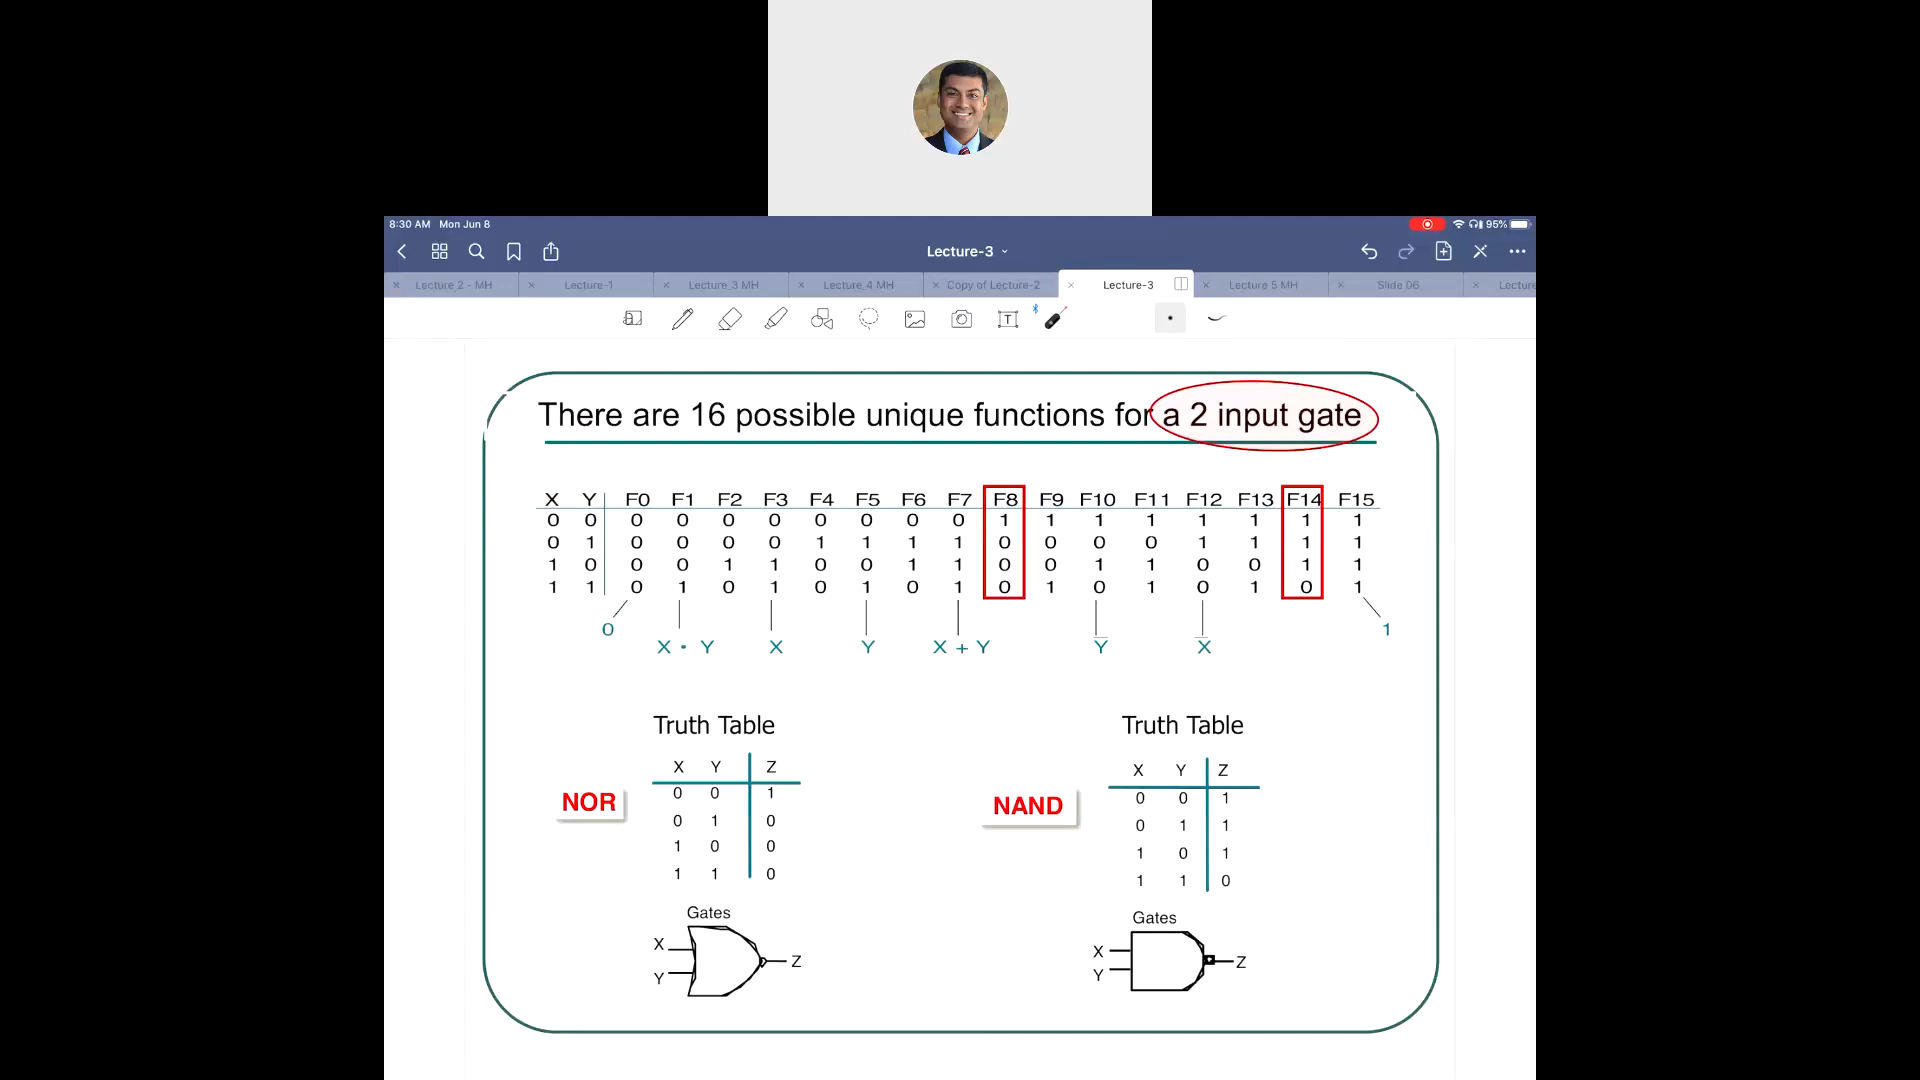 8:30 AM Mon Jun 8
95%
Lecture-3
Lecture_2 - MH
Lecture-1
Lecture_3 MH
Lecture_4 MH
Copy of Lecture-2
Lecture-3
Lecture 5 MH
Slide 06
Lecture
T
There are 16 possible unique functions for a 2 input gate
X Y F0 F1 F2 F3 F4 F5 F6 F7 F8 F9 F10 F11 F12 F13 F14 F15
0 0 0 0 0 0 0 0 0 0 1 1 1 1 1 1 1 1
0 1 0 0 0 0 1 1 1 1 0 0 0 0 1 1 1 1
1 0 0 0 1 1 0 0 1 1 0 0 1 1 0 0 1 1
1 1 0 1 0 1 0 1 0 1 0 1 0 1 0 1 0 1
0 1
X · Y X Y X + Y Y̅ X̅
Truth Table
X Y Z
NOR
0 0 1
0 1 0
1 0 0
1 1 0
Gates
X
Y
Z
Truth Table
X Y Z
NAND
0 0 1
0 1 1
1 0 1
1 1 0
Gates
X
Y
Z